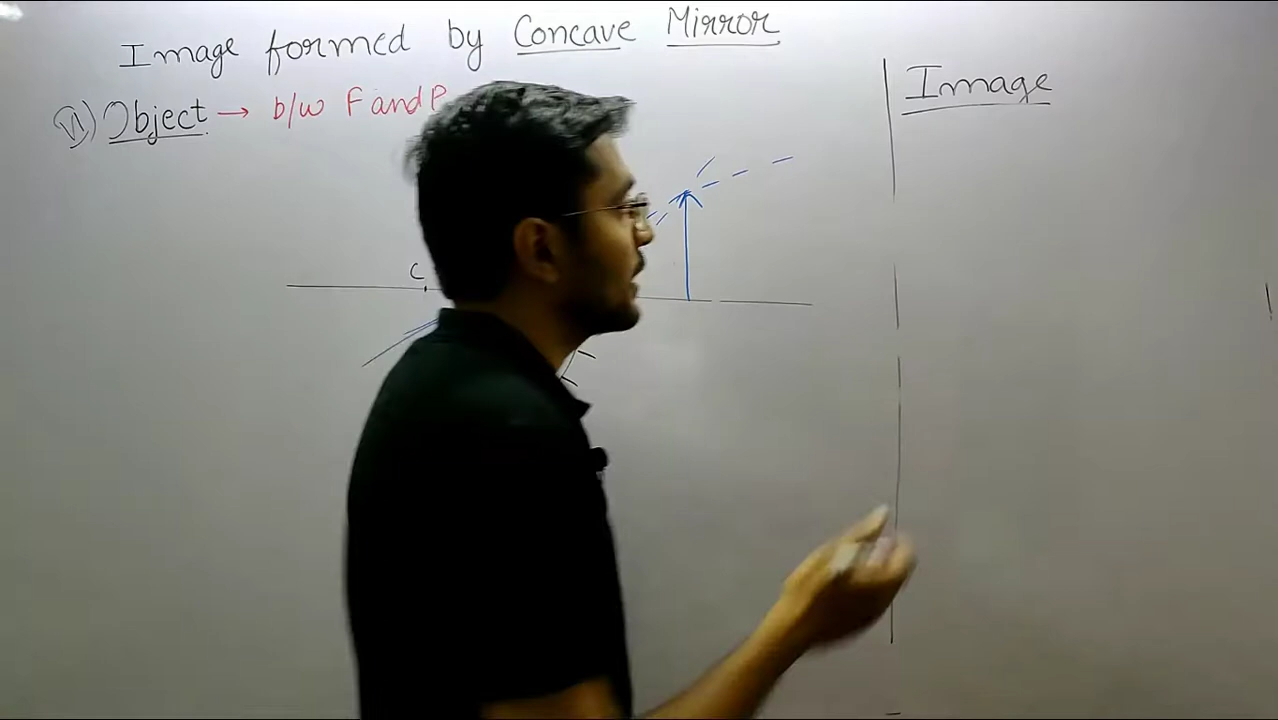 Image formed by Concave Mirror
VI) Object → b/w F and P
Image
C